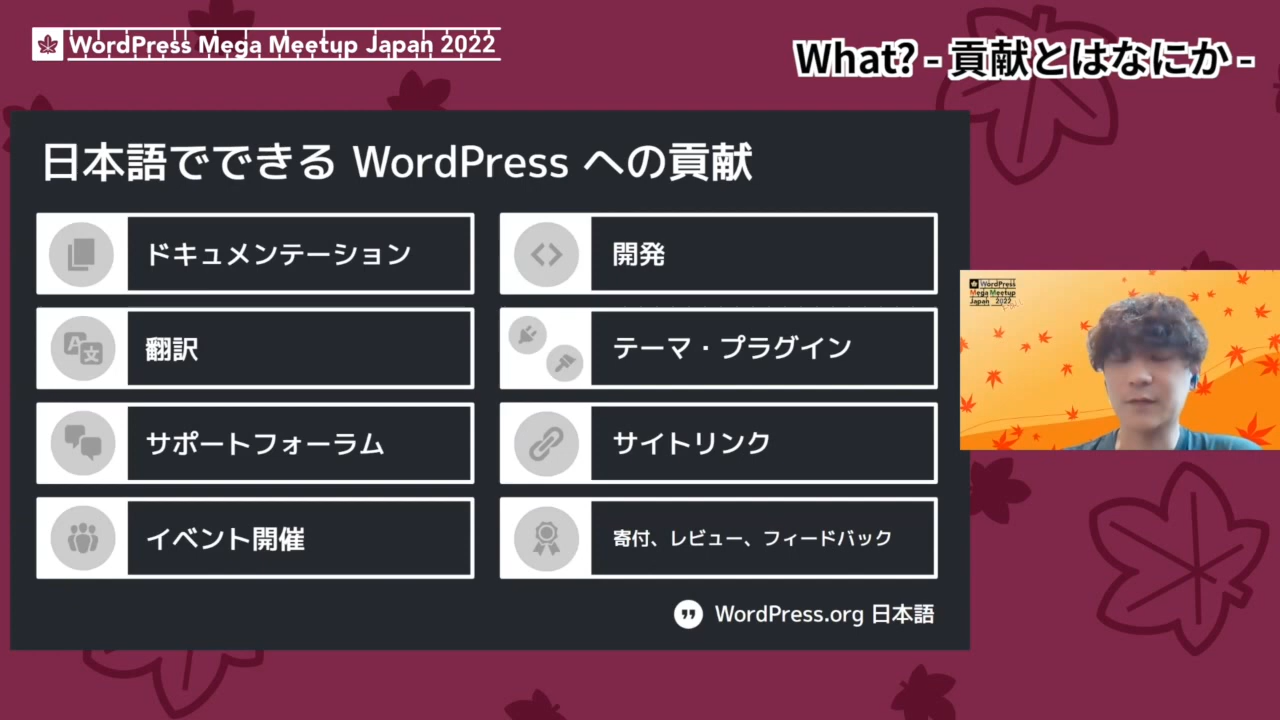 WordPress Mega Meetup Japan 2022
What? - 貢献とはなにか -
日本語でできる WordPress への貢献
ドキュメンテーション
開発
翻訳
テーマ・プラグイン
サポートフォーラム
サイトリンク
イベント開催
寄付、レビュー、フィードバック
WordPress.org 日本語
WordPress
Mega Meetup
Japan 2022